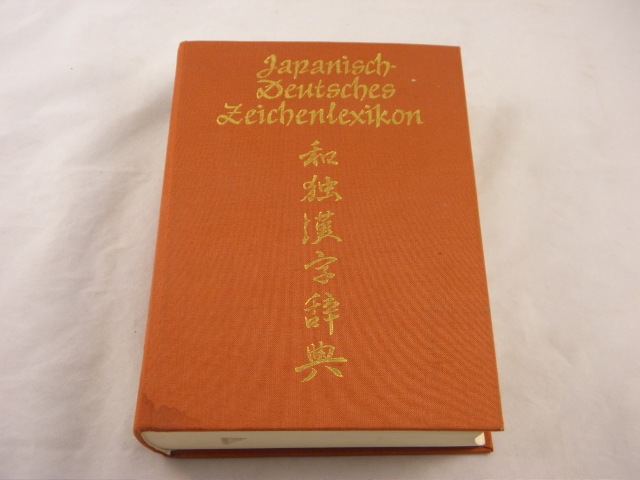 Japanisch-
Deutsches
Zeichenlexikon
和独漢字辞典